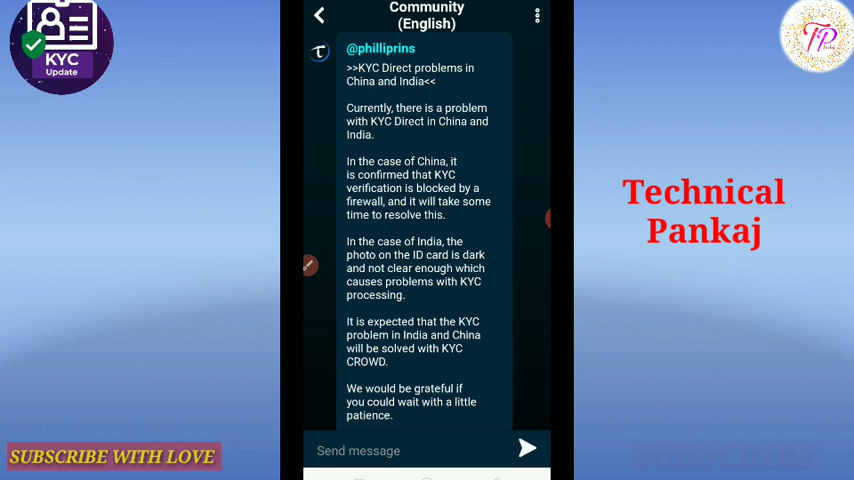 KYC
Update
Community
(English)
@philliprins
>>KYC Direct problems in
China and India<<
Currently, there is a problem
with KYC Direct in China and
India.
In the case of China, it
is confirmed that KYC
verification is blocked by a
firewall, and it will take some
time to resolve this.
In the case of India, the
photo on the ID card is dark
and not clear enough which
causes problems with KYC
processing.
It is expected that the KYC
problem in India and China
will be solved with KYC
CROWD.
We would be grateful if
you could wait with a little
patience.
Send message
TP
Technical
Pankaj
SUBSCRIBE WITH LOVE
SUBSCRIBE